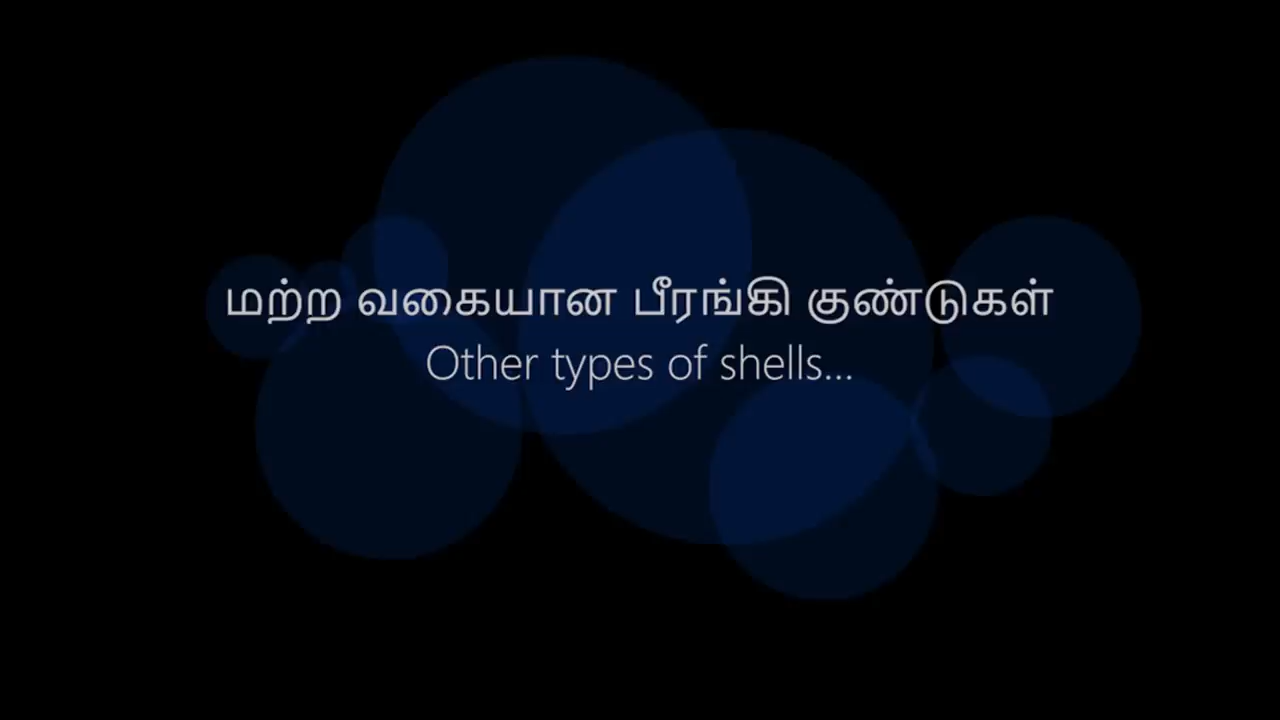 மற்ற வகையான பீரங்கி குண்டுகள்
Other types of shells...